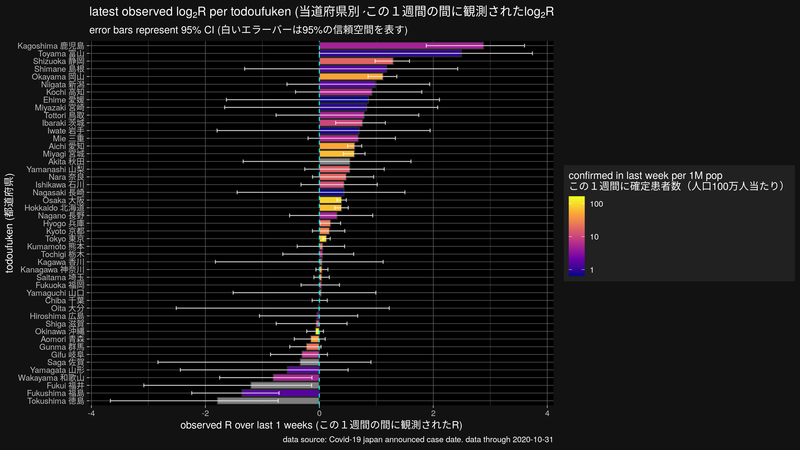 latest observed log₂R per todoufuken (当道府県別・この１週間の間に観測されたlog₂R
error bars represent 95% CI (白いエラーバーは95%の信頼空間を表す)
Kagoshima 鹿児島
Toyama 富山
Shizuoka 静岡
Shimane 島根
Okayama 岡山
Niigata 新潟
Kochi 高知
Ehime 愛媛
Miyazaki 宮崎
Tottori 鳥取
Ibaraki 茨城
Iwate 岩手
Mie 三重
Aichi 愛知
Miyagi 宮城
Akita 秋田
Yamanashi 山梨
Nara 奈良
Ishikawa 石川
Nagasaki 長崎
Osaka 大阪
Hokkaido 北海道
Nagano 長野
Hyogo 兵庫
Kyoto 京都
Tokyo 東京
Kumamoto 熊本
Tochigi 栃木
Kagawa 香川
Kanagawa 神奈川
Saitama 埼玉
Fukuoka 福岡
Yamaguchi 山口
Chiba 千葉
Oita 大分
Hiroshima 広島
Shiga 滋賀
Okinawa 沖縄
Aomori 青森
Gunma 群馬
Gifu 岐阜
Saga 佐賀
Yamagata 山形
Wakayama 和歌山
Fukui 福井
Fukushima 福島
Tokushima 徳島
todoufuken (都道府県)
-4 -2 0 2 4
observed R over last 1 weeks (この１週間の間に観測されたR)
data source: Covid-19 japan announced case date. data through 2020-10-31
confirmed in last week per 1M pop
この１週間に確定患者数（人口100万人当たり）
100
10
1